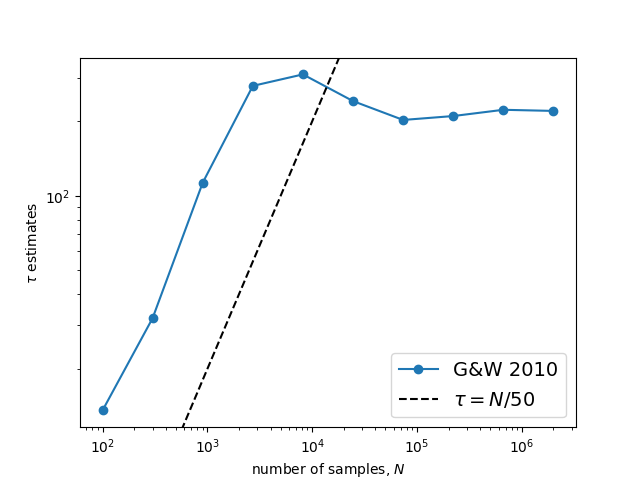 10²
τ estimates
G&W 2010
τ = N/50
10² 10³ 10⁴ 10⁵ 10⁶
number of samples, N